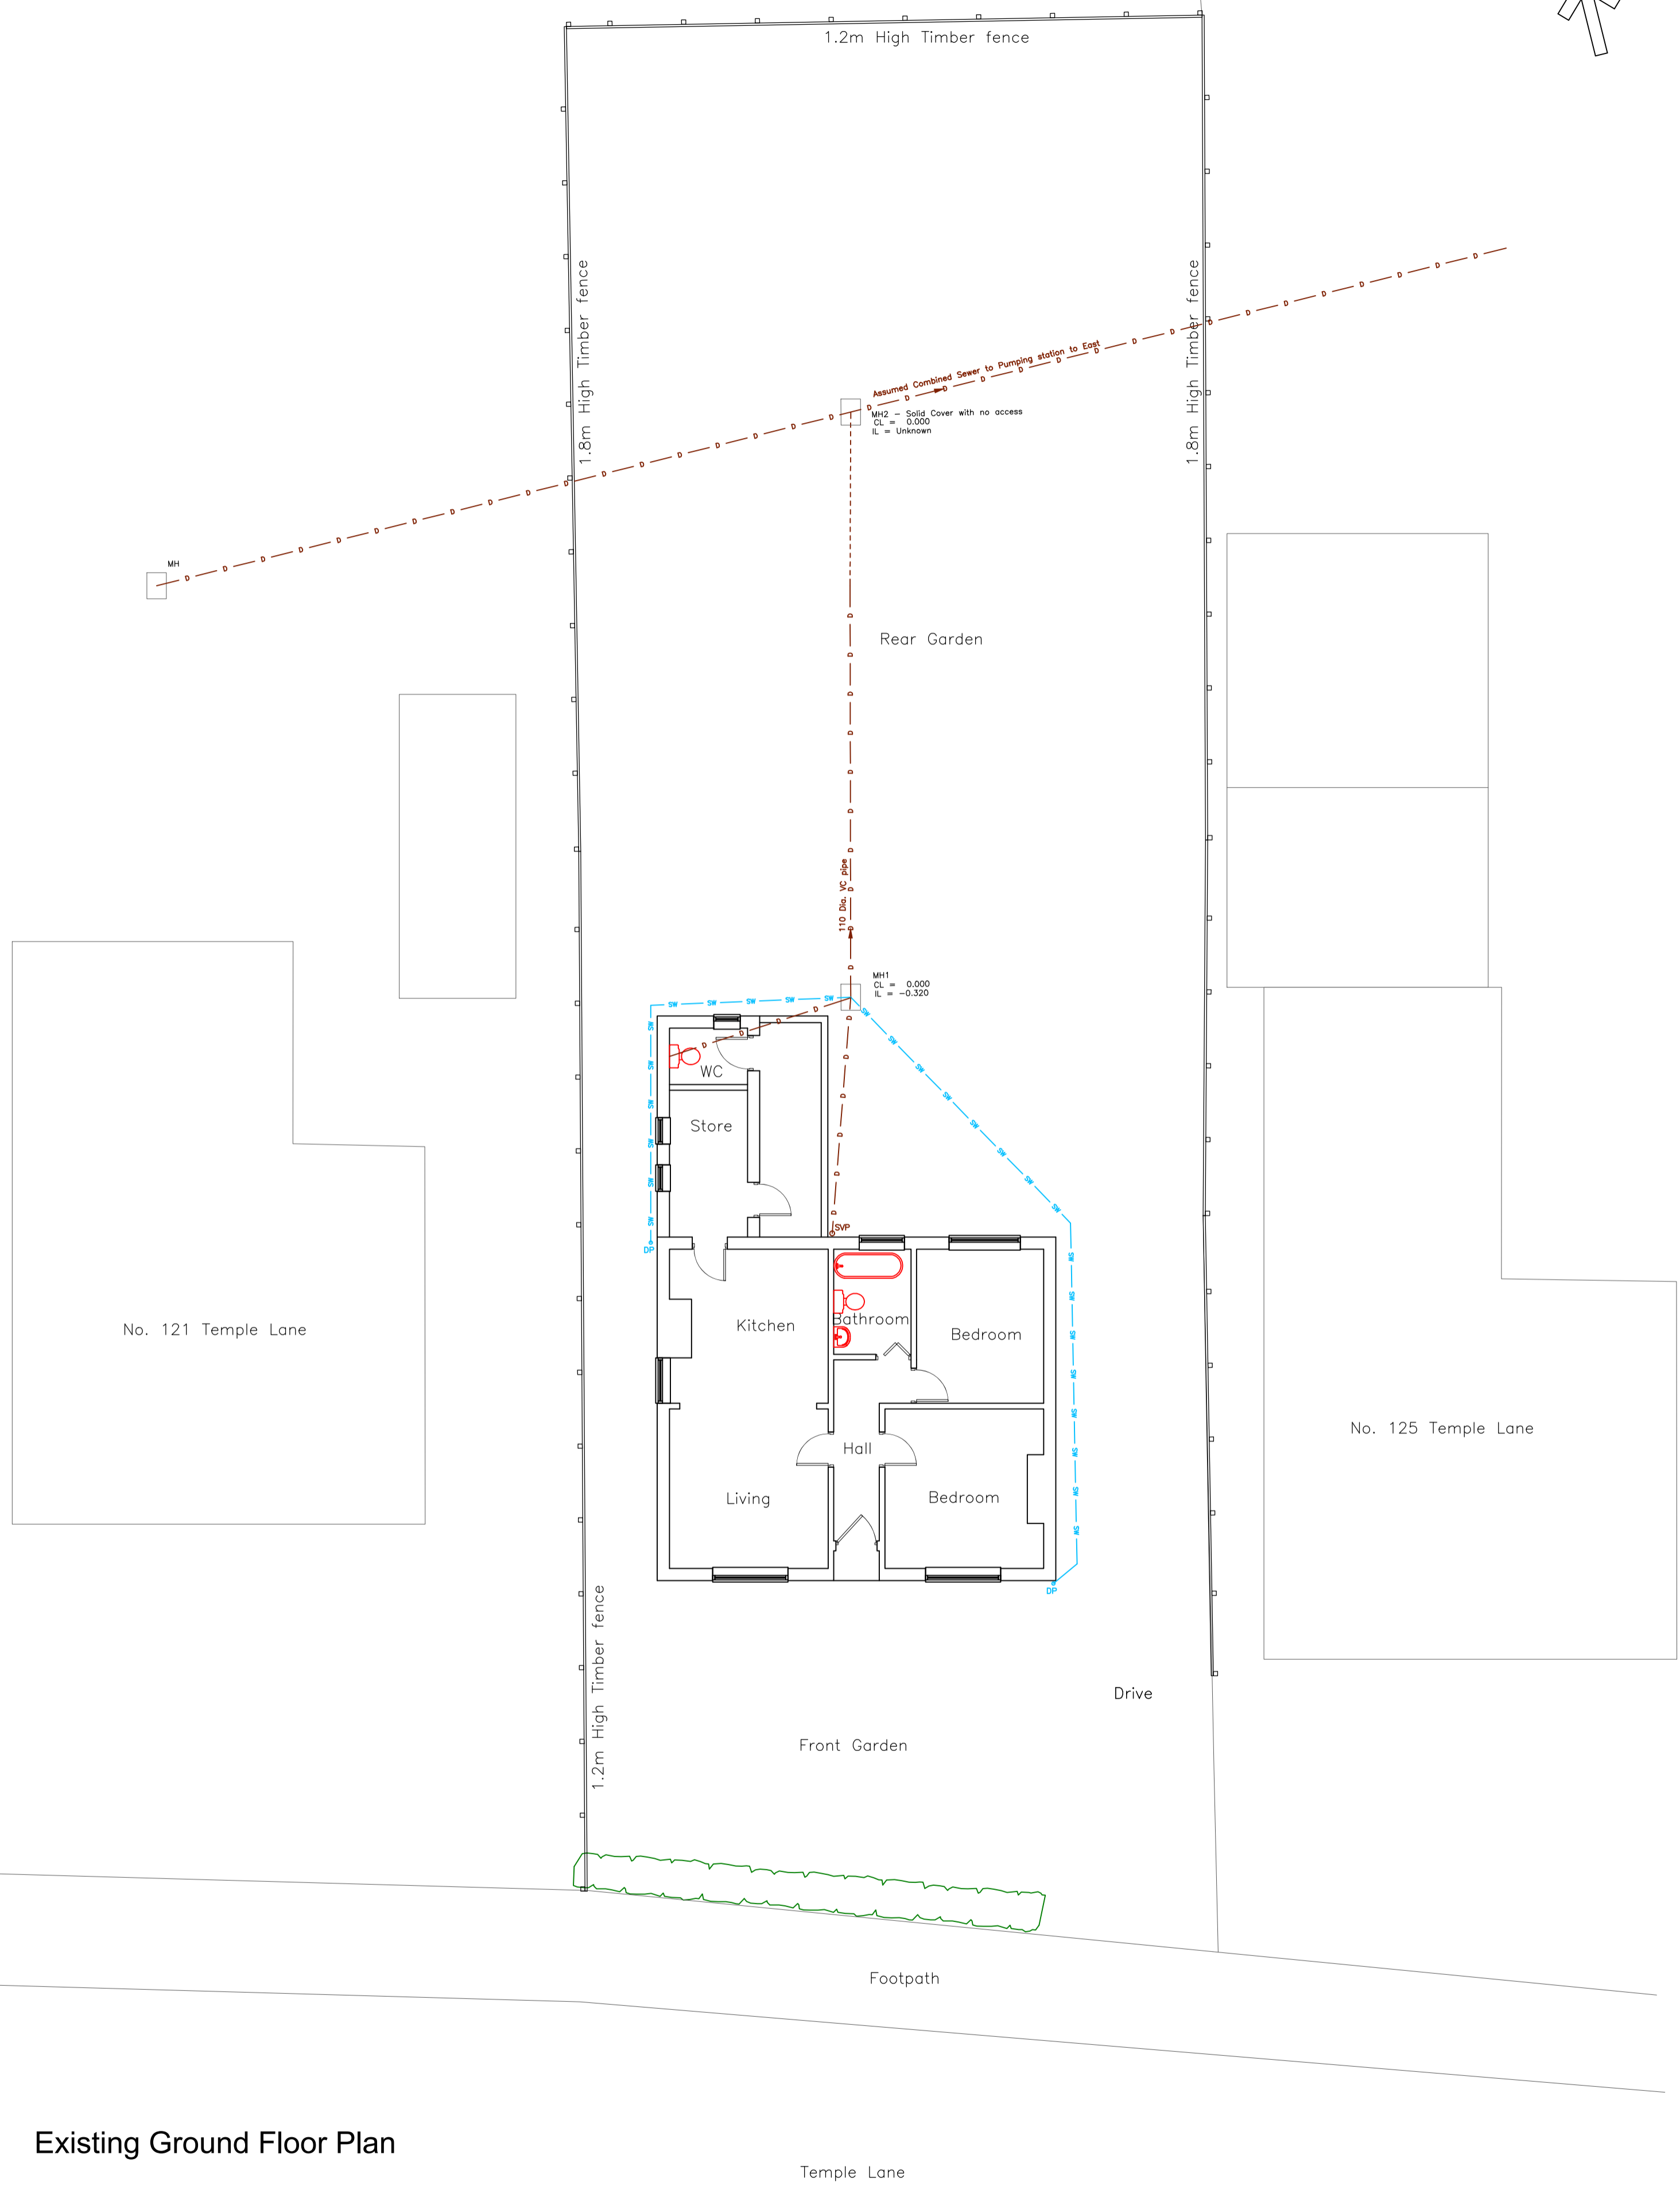 1.2m High Timber fence
1.8m High Timber fence
1.8m High Timber fence
Assumed Combined Sewer to Pumping station to East
MH2 - Solid Cover with no access
CL = 0.000
IL = Unknown
MH
Rear Garden
110 Dia. VC pipe
MH1
CL = 0.000
IL = -0.320
WC
Store
SVP
DP
Kitchen
Bathroom
Bedroom
No. 121 Temple Lane
No. 125 Temple Lane
Hall
Living
Bedroom
DP
1.2m High Timber fence
Drive
Front Garden
Footpath
Existing Ground Floor Plan
Temple Lane